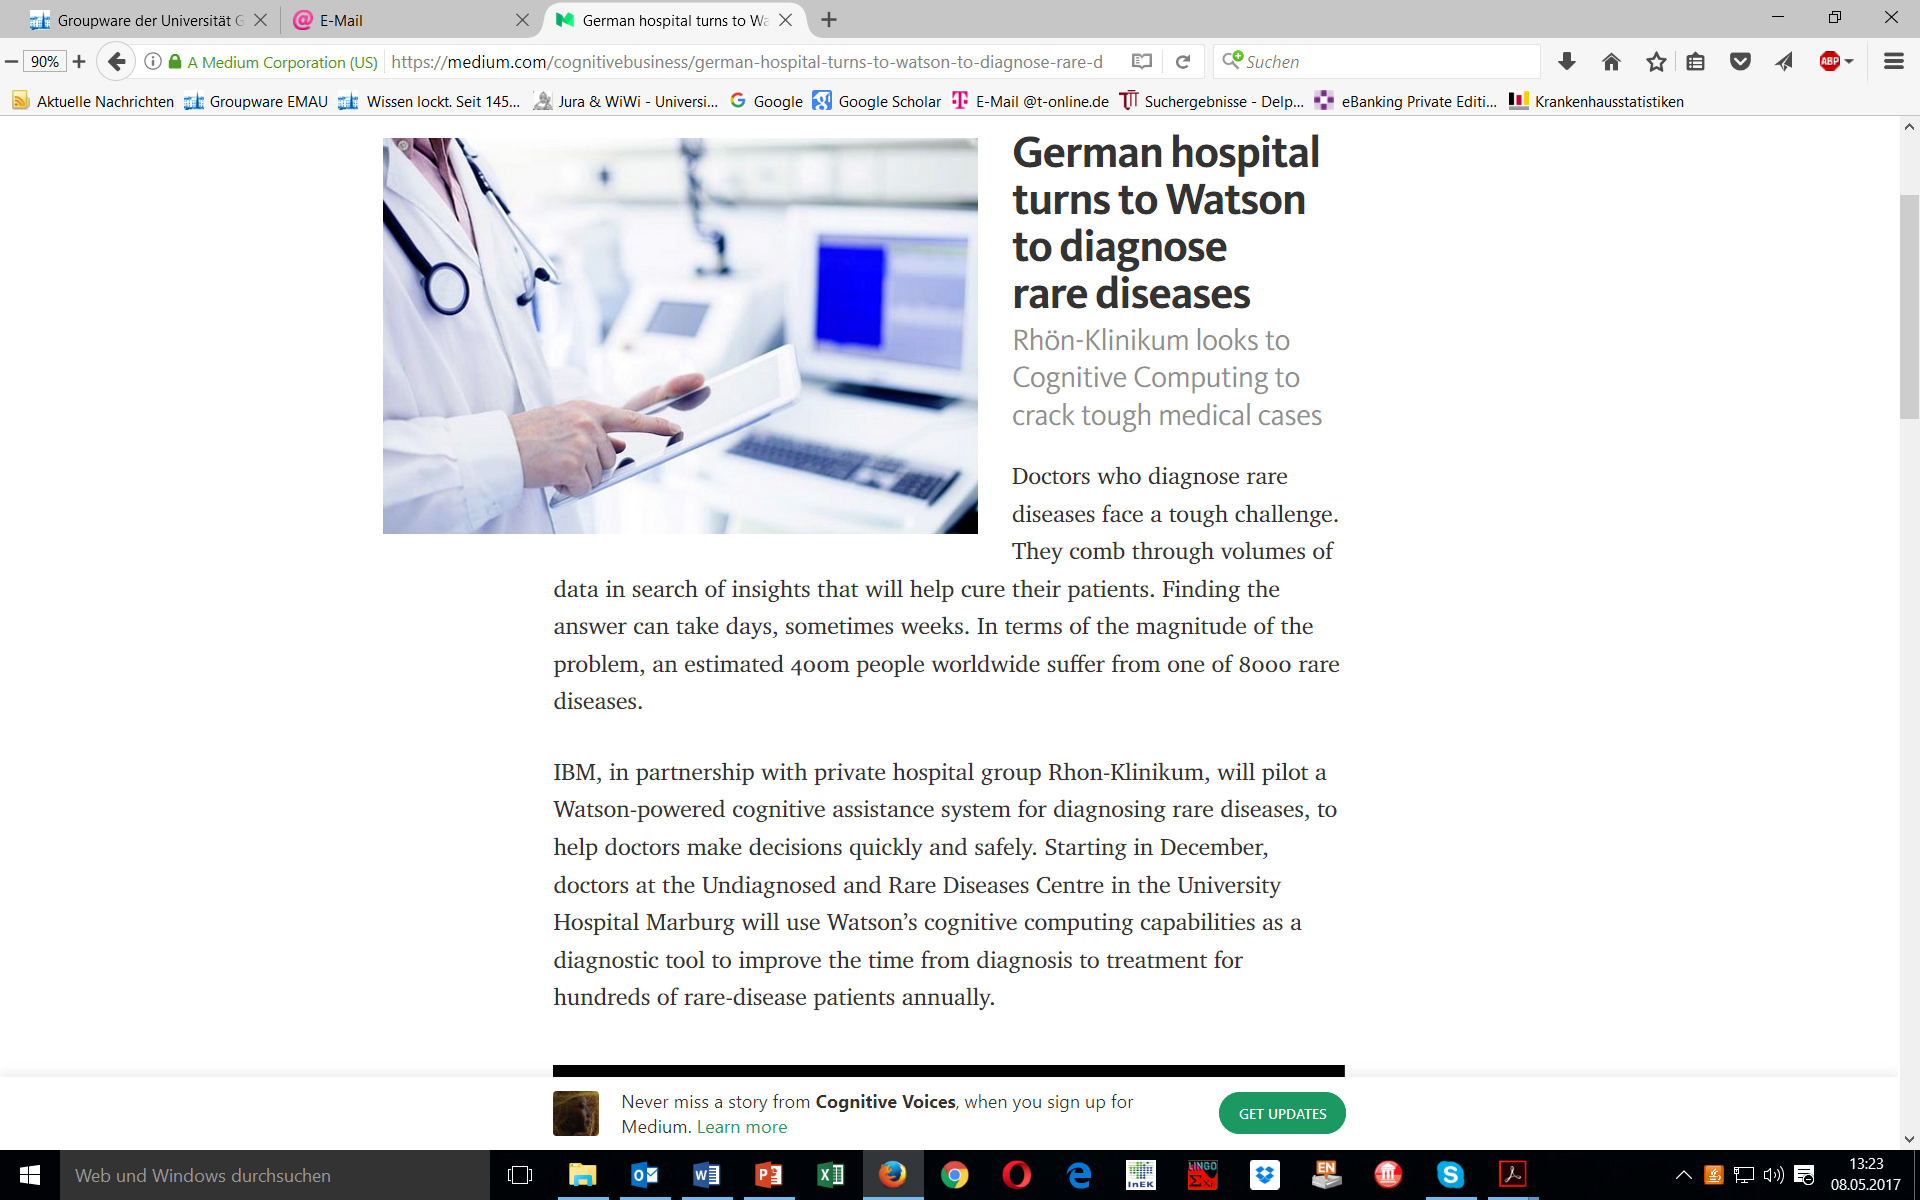 Groupware der Universität G
E-Mail
German hospital turns to Wa
90%
A Medium Corporation (US)
https://medium.com/cognitivebusiness/german-hospital-turns-to-watson-to-diagnose-rare-d
Suchen
ABP
Aktuelle Nachrichten
Groupware EMAU
Wissen lockt. Seit 145...
Jura & WiWi - Universi...
Google
Google Scholar
E-Mail @t-online.de
Suchergebnisse - Delp...
eBanking Private Editi...
Krankenhausstatistiken
German hospital
turns to Watson
to diagnose
rare diseases
Rhön-Klinikum looks to
Cognitive Computing to
crack tough medical cases
Doctors who diagnose rare
diseases face a tough challenge.
They comb through volumes of
data in search of insights that will help cure their patients. Finding the
answer can take days, sometimes weeks. In terms of the magnitude of the
problem, an estimated 400m people worldwide suffer from one of 8000 rare
diseases.
IBM, in partnership with private hospital group Rhon-Klinikum, will pilot a
Watson-powered cognitive assistance system for diagnosing rare diseases, to
help doctors make decisions quickly and safely. Starting in December,
doctors at the Undiagnosed and Rare Diseases Centre in the University
Hospital Marburg will use Watson’s cognitive computing capabilities as a
diagnostic tool to improve the time from diagnosis to treatment for
hundreds of rare-disease patients annually.
Never miss a story from Cognitive Voices, when you sign up for
Medium. Learn more
GET UPDATES
Web und Windows durchsuchen
InEK
LINGO
EN
13:23
08.05.2017